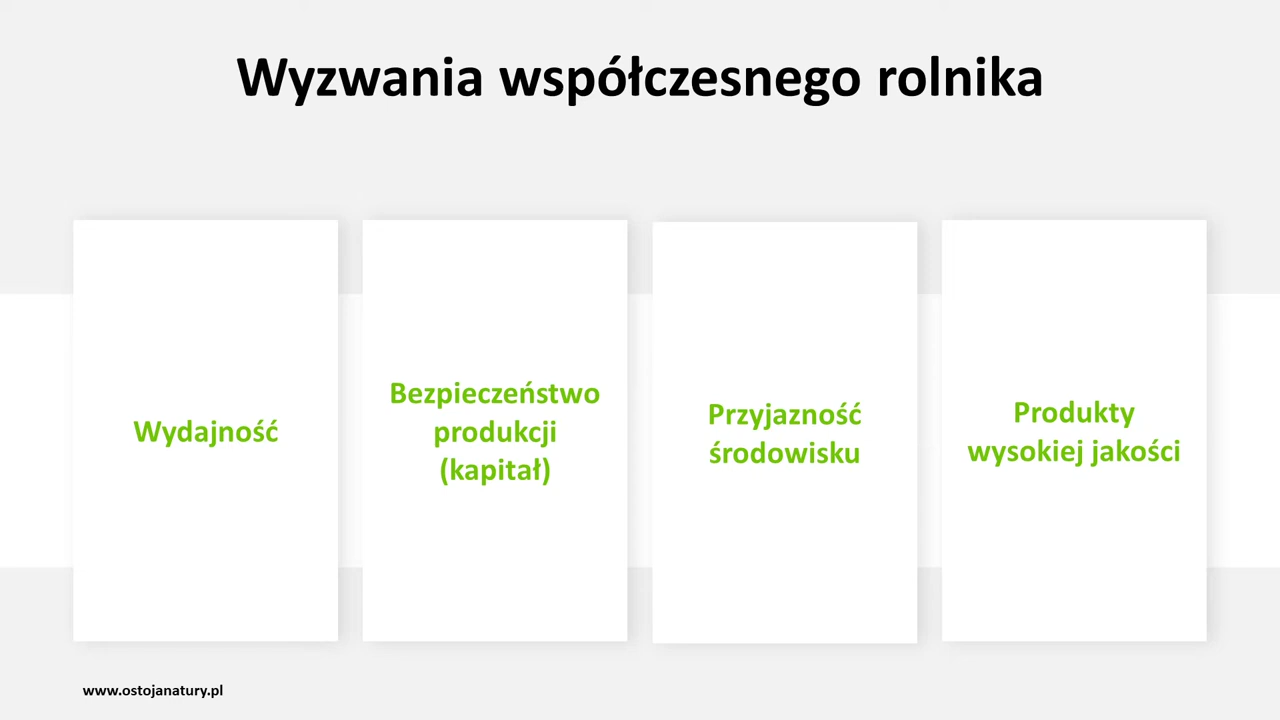 Wyzwania współczesnego rolnika
Wydajność
Bezpieczeństwo
produkcji
(kapitał)
Przyjazność
środowisku
Produkty
wysokiej jakości
www.ostojanatury.pl